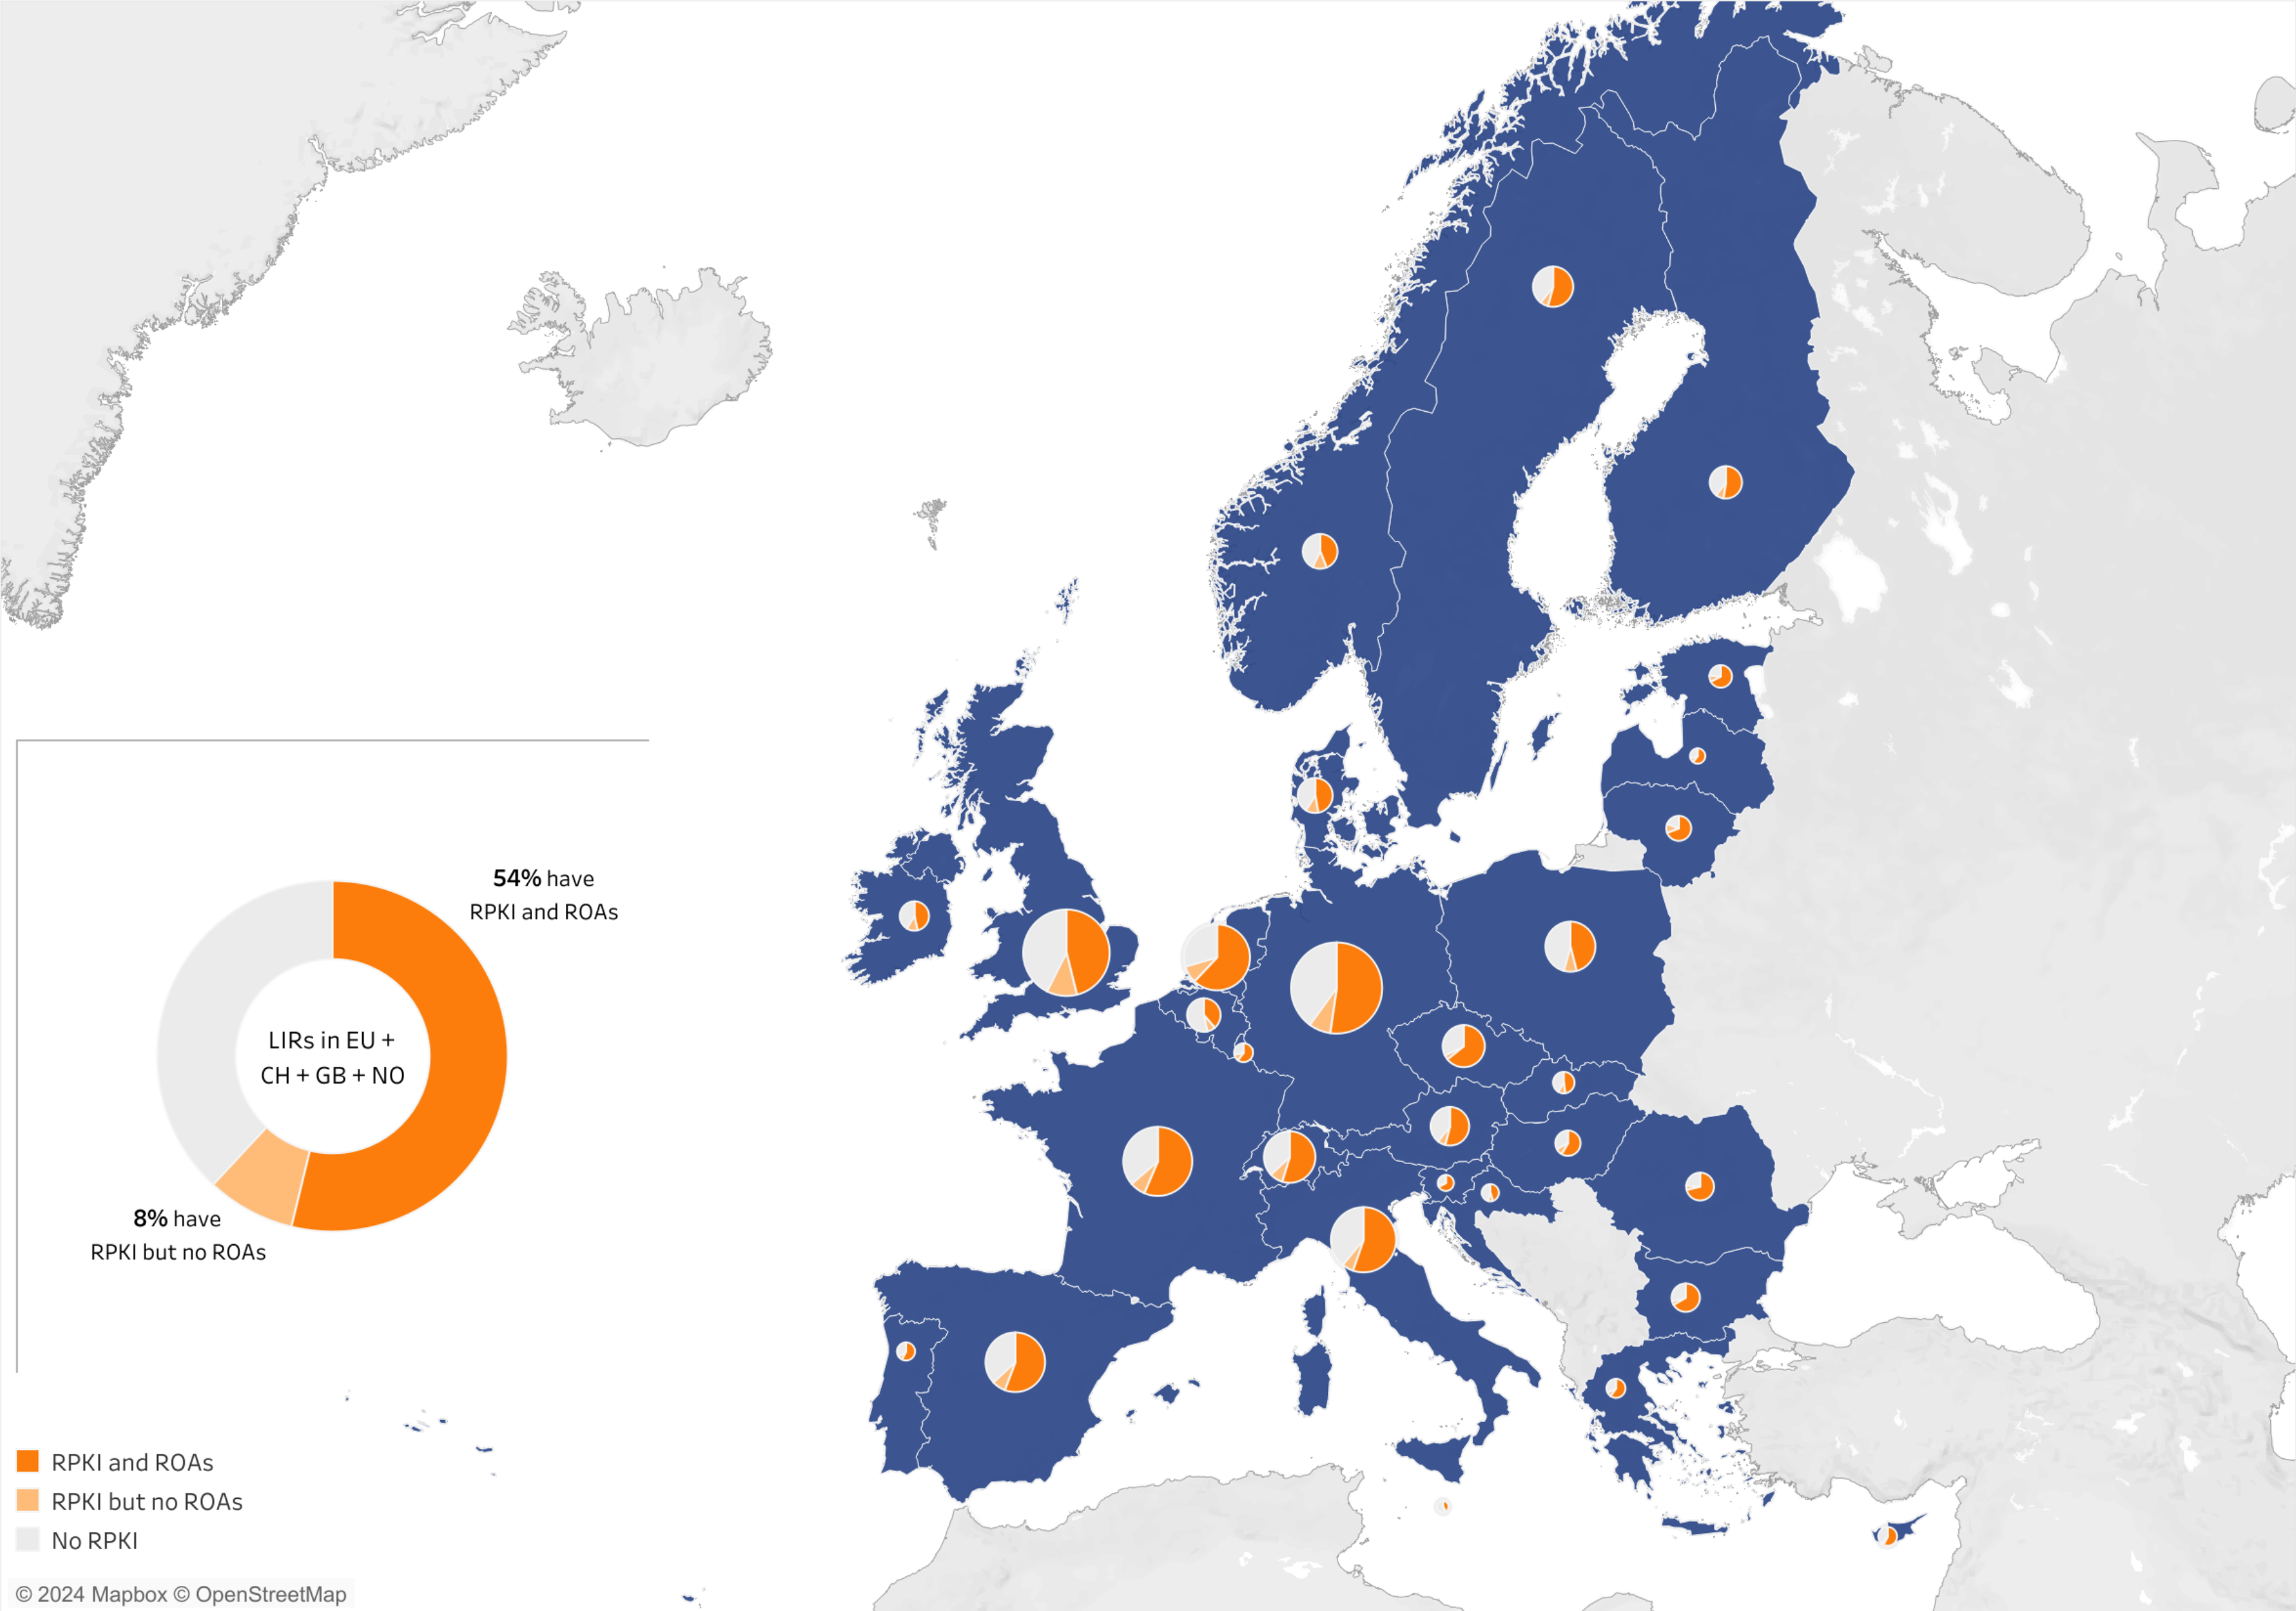 54% have
RPKI and ROAs
LIRs in EU +
CH + GB + NO
8% have
RPKI but no ROAs
RPKI and ROAs
RPKI but no ROAs
No RPKI
© 2024 Mapbox © OpenStreetMap